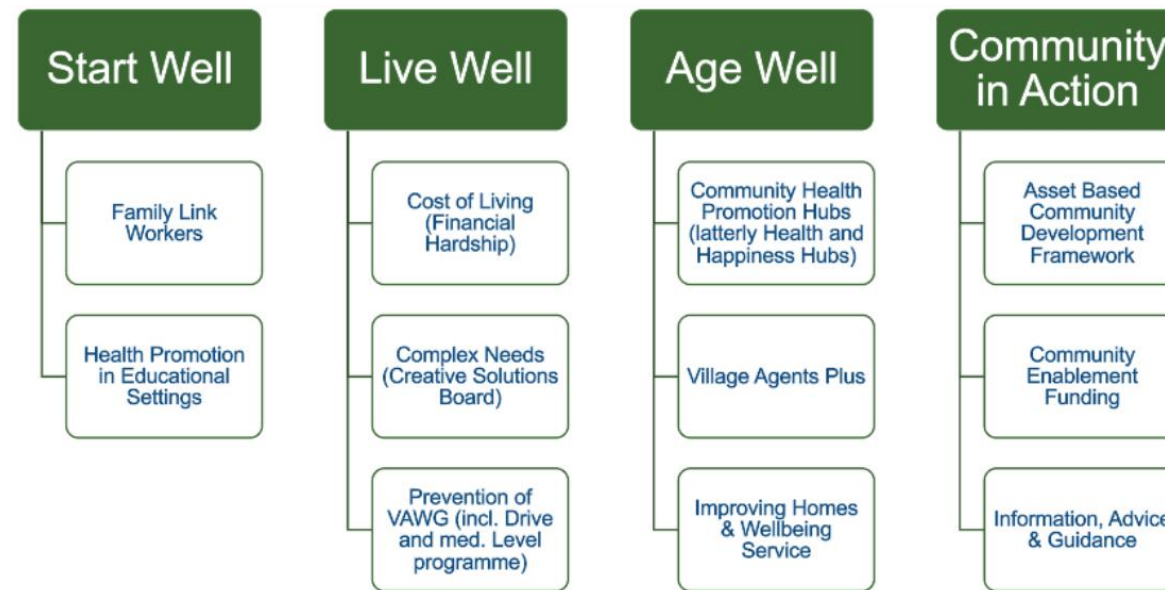 Start Well
Family Link
Workers
Health Promotion
in Educational
Settings
Live Well
Cost of Living
(Financial
Hardship)
Complex Needs
(Creative Solutions
Board)
Prevention of
VAWG (incl. Drive
and med. Level
programme)
Age Well
Community Health
Promotion Hubs
(latterly Health and
Happiness Hubs)
Village Agents Plus
Improving Homes
& Wellbeing
Service
Community
in Action
Asset Based
Community
Development
Framework
Community
Enablement
Funding
Information, Advice
& Guidance